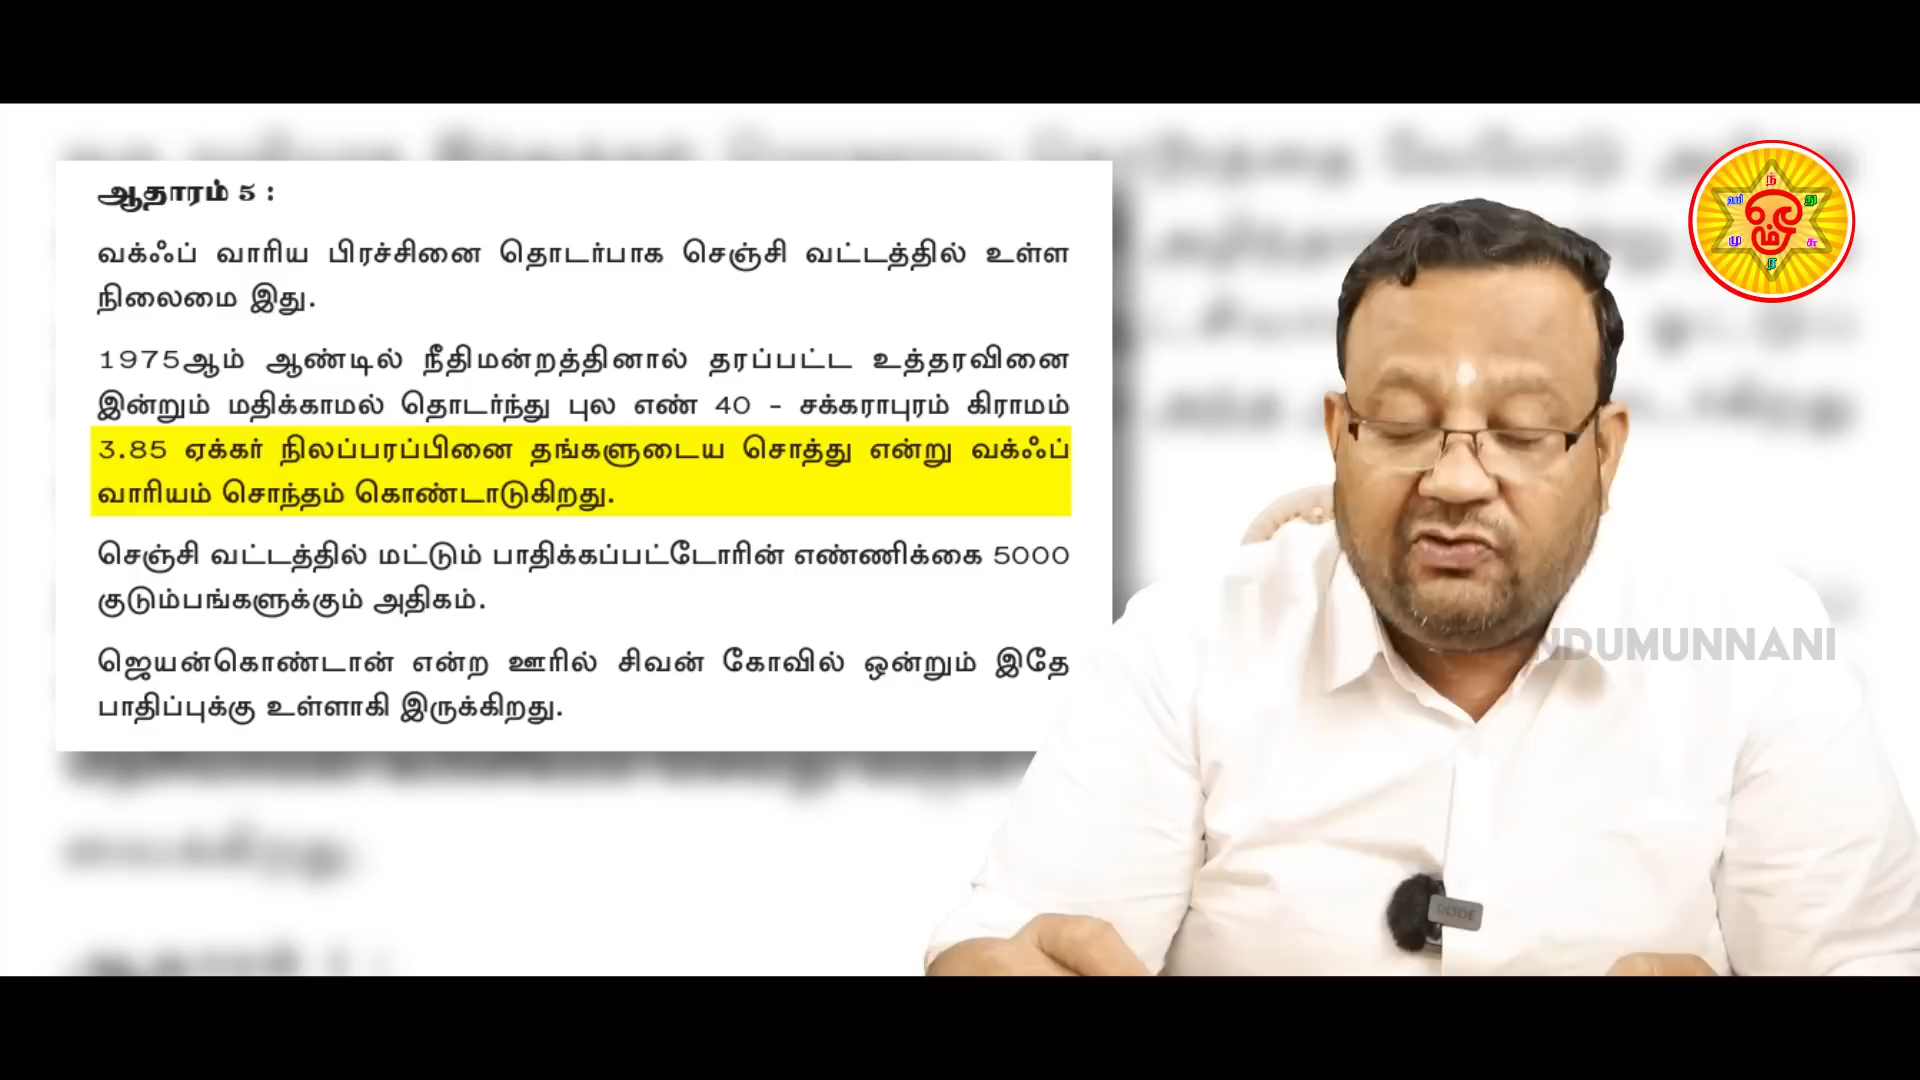 ஆதாரம் 5 :
வக்ஃப் வாரிய பிரச்சினை தொடர்பாக செஞ்சி வட்டத்தில் உள்ள
நிலைமை இது.
1975ஆம் ஆண்டில் நீதிமன்றத்தினால் தரப்பட்ட உத்தரவினை
இன்றும் மதிக்காமல் தொடர்ந்து புல எண் 40 - சக்கராபுரம் கிராமம்
3.85 ஏக்கர் நிலப்பரப்பினை தங்களுடைய சொத்து என்று வக்ஃப்
வாரியம் சொந்தம் கொண்டாடுகிறது.
செஞ்சி வட்டத்தில் மட்டும் பாதிக்கப்பட்டோரின் எண்ணிக்கை 5000
குடும்பங்களுக்கும் அதிகம்.
ஜெயன்கொண்டான் என்ற ஊரில் சிவன் கோவில் ஒன்றும் இதே
பாதிப்புக்கு உள்ளாகி இருக்கிறது.
ஹி ந் து மு ர சு
ஓம்
NDUMUNNANI
RODE